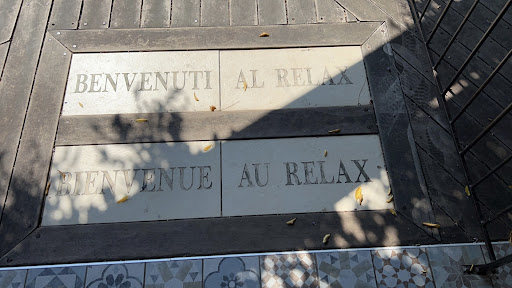 BENVENUTI AL RELAX
BIENVENUE AU RELAX